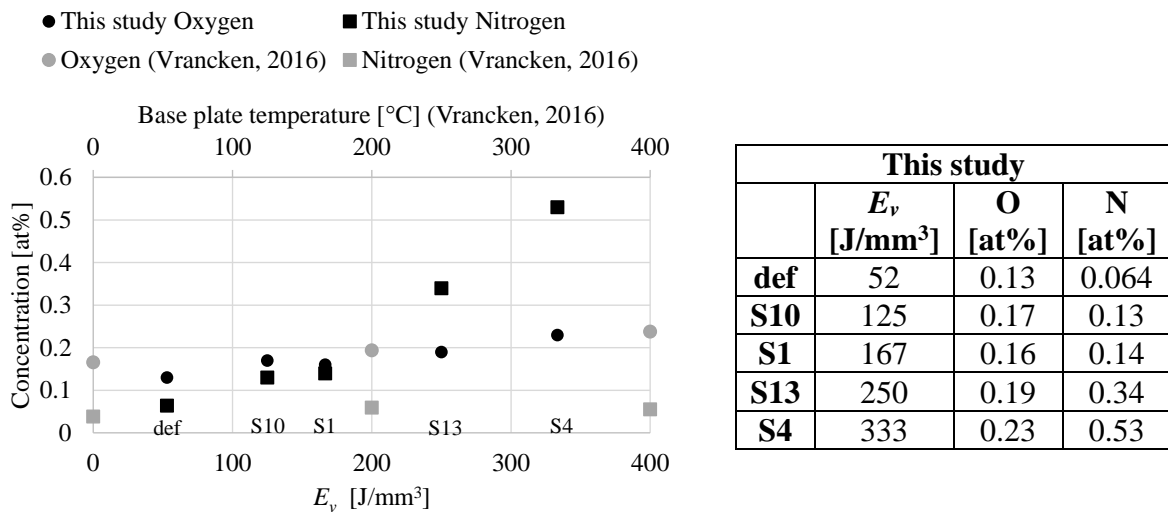 This study Oxygen
This study Nitrogen
Oxygen (Vrancken, 2016)
Nitrogen (Vrancken, 2016)
Base plate temperature [°C] (Vrancken, 2016)
0 100 200 300 400
0.6
0.5
0.4
0.3
0.2
0.1
0
Concentration [at%]
def S10 S1 S13 S4
0 100 200 300 400
Eᵥ [J/mm³]
This study
Eᵥ O N
[J/mm³] [at%] [at%]
def 52 0.13 0.064
S10 125 0.17 0.13
S1 167 0.16 0.14
S13 250 0.19 0.34
S4 333 0.23 0.53